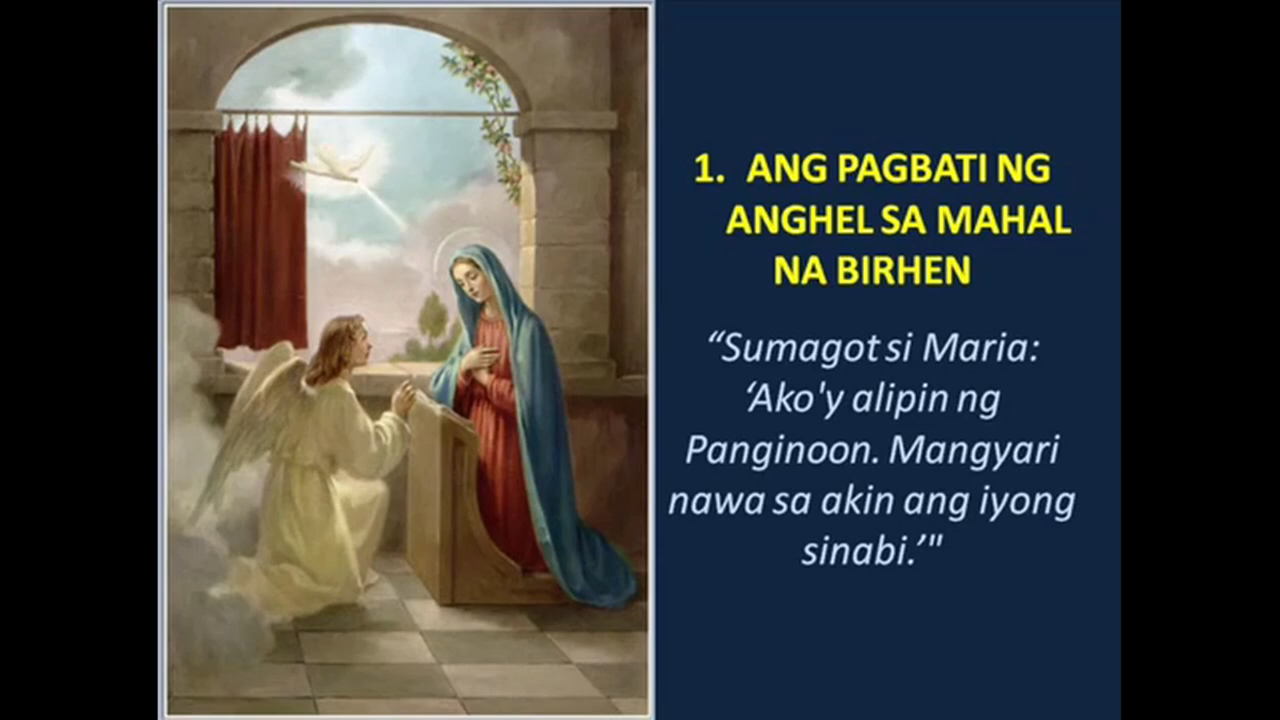 1. ANG PAGBATI NG
ANGHEL SA MAHAL
NA BIRHEN
“Sumagot si Maria:
‘Ako'y alipin ng
Panginoon. Mangyari
nawa sa akin ang iyong
sinabi.’"